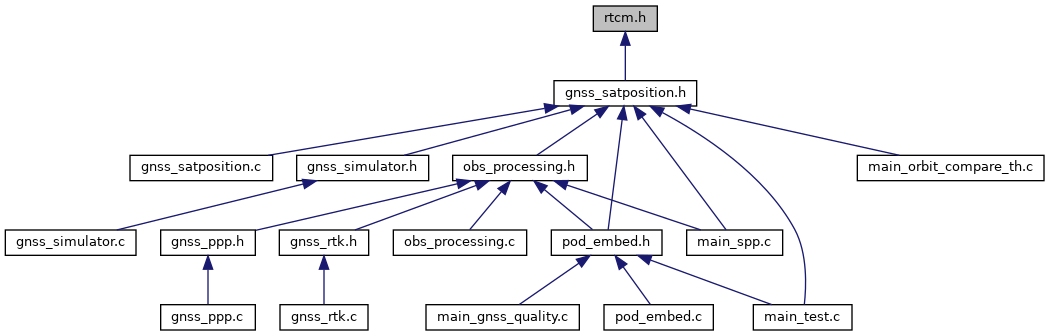 rtcm.h
gnss_satposition.h
gnss_satposition.c
gnss_simulator.h
obs_processing.h
main_orbit_compare_th.c
gnss_simulator.c
gnss_ppp.h
gnss_rtk.h
obs_processing.c
pod_embed.h
main_spp.c
gnss_ppp.c
gnss_rtk.c
main_gnss_quality.c
pod_embed.c
main_test.c